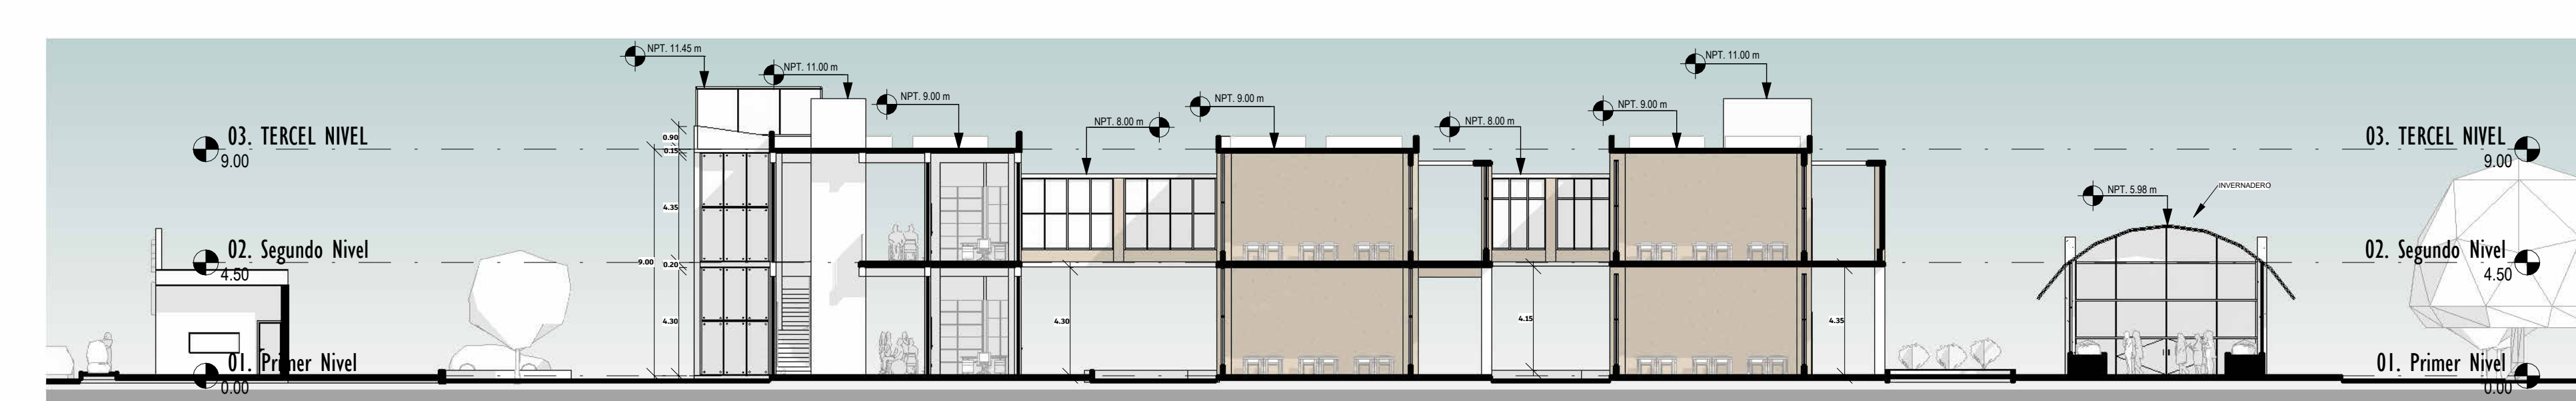 NPT. 11.45 m
NPT. 11.00 m
NPT. 11.00 m
NPT. 9.00 m
NPT. 9.00 m
NPT. 9.00 m
NPT. 8.00 m
NPT. 8.00 m
03. TERCEL NIVEL
9.00
0.90
0.15
03. TERCEL NIVEL
9.00
INVERNADERO
NPT. 5.98 m
4.35
02. Segundo Nivel
4.50
9.00
0.20
02. Segundo Nivel
4.50
4.30
4.30
4.15
4.35
01. Primer Nivel
0.00
01. Primer Nivel
0.00